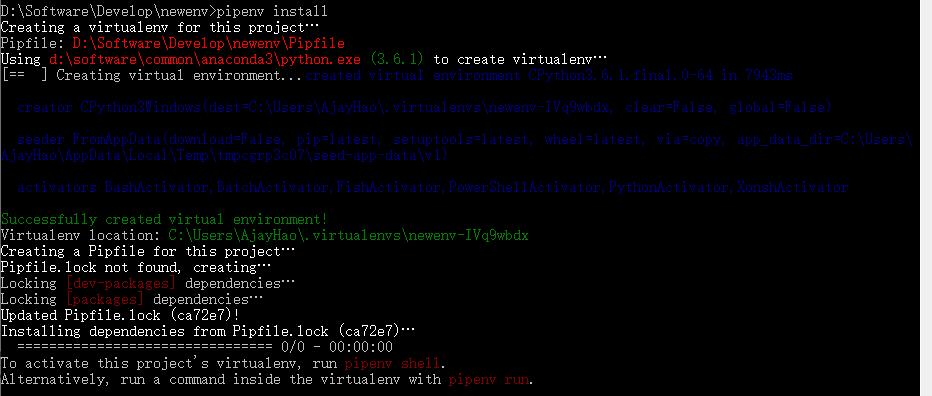 D:\Software\Develop\newenv>pipenv install
Creating a virtualenv for this project…
Pipfile: D:\Software\Develop\newenv\Pipfile
Using d:\software\common\anaconda3\python.exe (3.6.1) to create virtualenv…
[==  ] Creating virtual environment...created virtual environment CPython3.6.1.final.0-64 in 7943ms
creator CPython3Windows(dest=C:\Users\AjayHao\.virtualenvs\newenv-IVq9wbdx, clear=False, global=False)
seeder FromAppData(download=False, pip=latest, setuptools=latest, wheel=latest, via=copy, app_data_dir=C:\Users\
AjayHao\AppData\Local\Temp\tmpcgrp3c07\seed-app-data\v1)
activators BashActivator,BatchActivator,FishActivator,PowerShellActivator,PythonActivator,XonshActivator
Successfully created virtual environment!
Virtualenv location: C:\Users\AjayHao\.virtualenvs\newenv-IVq9wbdx
Creating a Pipfile for this project…
Pipfile.lock not found, creating…
Locking [dev-packages] dependencies…
Locking [packages] dependencies…
Updated Pipfile.lock (ca72e7)!
Installing dependencies from Pipfile.lock (ca72e7)…
================================ 0/0 - 00:00:00
To activate this project's virtualenv, run pipenv shell.
Alternatively, run a command inside the virtualenv with pipenv run.